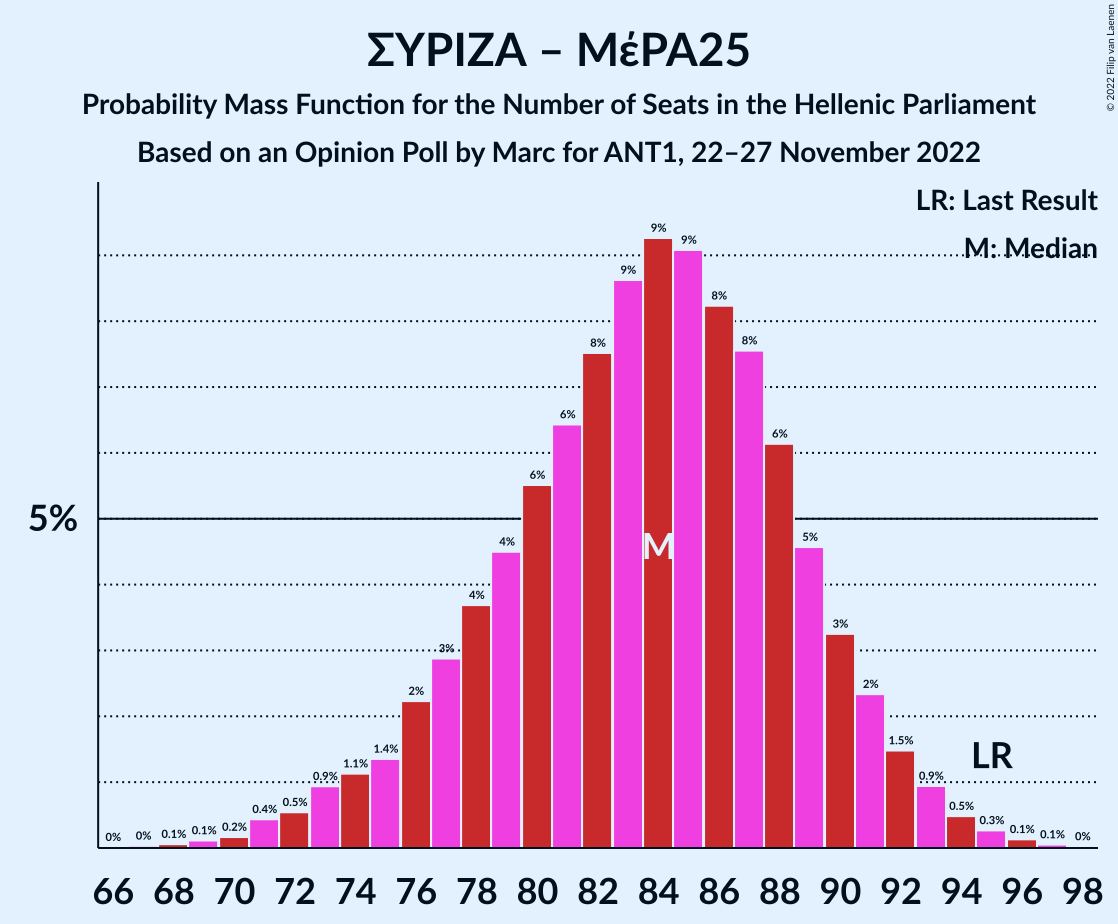 ΣΥΡΙΖΑ – ΜέΡΑ25
Probability Mass Function for the Number of Seats in the Hellenic Parliament
Based on an Opinion Poll by Marc for ANT1, 22–27 November 2022
© 2022 Filip van Laenen
LR: Last Result
M: Median
5%
0% 0% 0.1% 0.1% 0.2% 0.4% 0.5% 0.9% 1.1% 1.4% 2% 3% 4% 4% 6% 6% 8% 9% 9% 9% 8% 8% 6% 5% 3% 2% 1.5% 0.9% 0.5% 0.3% 0.1% 0.1% 0%
M
LR
66 68 70 72 74 76 78 80 82 84 86 88 90 92 94 96 98